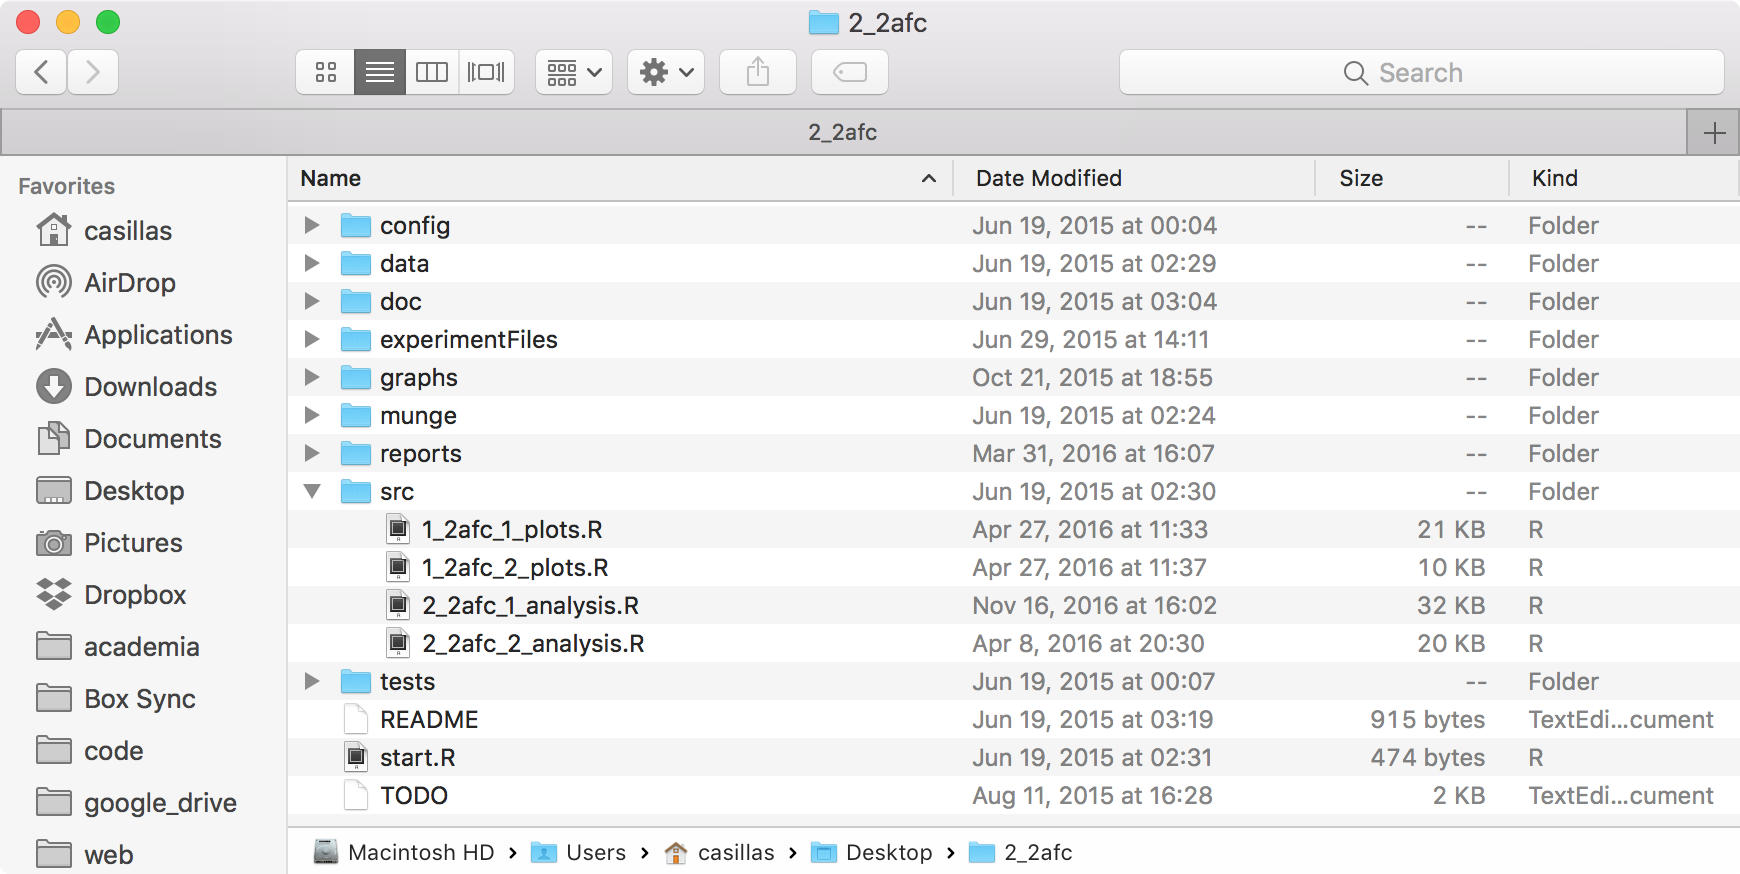 2_2afc
Search
2_2afc
Favorites
casillas
AirDrop
Applications
Downloads
Documents
Desktop
Pictures
Dropbox
academia
Box Sync
code
google_drive
web
Name Date Modified Size Kind
config Jun 19, 2015 at 00:04 -- Folder
data Jun 19, 2015 at 02:29 -- Folder
doc Jun 19, 2015 at 03:04 -- Folder
experimentFiles Jun 29, 2015 at 14:11 -- Folder
graphs Oct 21, 2015 at 18:55 -- Folder
munge Jun 19, 2015 at 02:24 -- Folder
reports Mar 31, 2016 at 16:07 -- Folder
src Jun 19, 2015 at 02:30 -- Folder
1_2afc_1_plots.R Apr 27, 2016 at 11:33 21 KB R
1_2afc_2_plots.R Apr 27, 2016 at 11:37 10 KB R
2_2afc_1_analysis.R Nov 16, 2016 at 16:02 32 KB R
2_2afc_2_analysis.R Apr 8, 2016 at 20:30 20 KB R
tests Jun 19, 2015 at 00:07 -- Folder
README Jun 19, 2015 at 03:19 915 bytes TextEdi...cument
start.R Jun 19, 2015 at 02:31 474 bytes R
TODO Aug 11, 2015 at 16:28 2 KB TextEdi...cument
Macintosh HD › Users › casillas › Desktop › 2_2afc